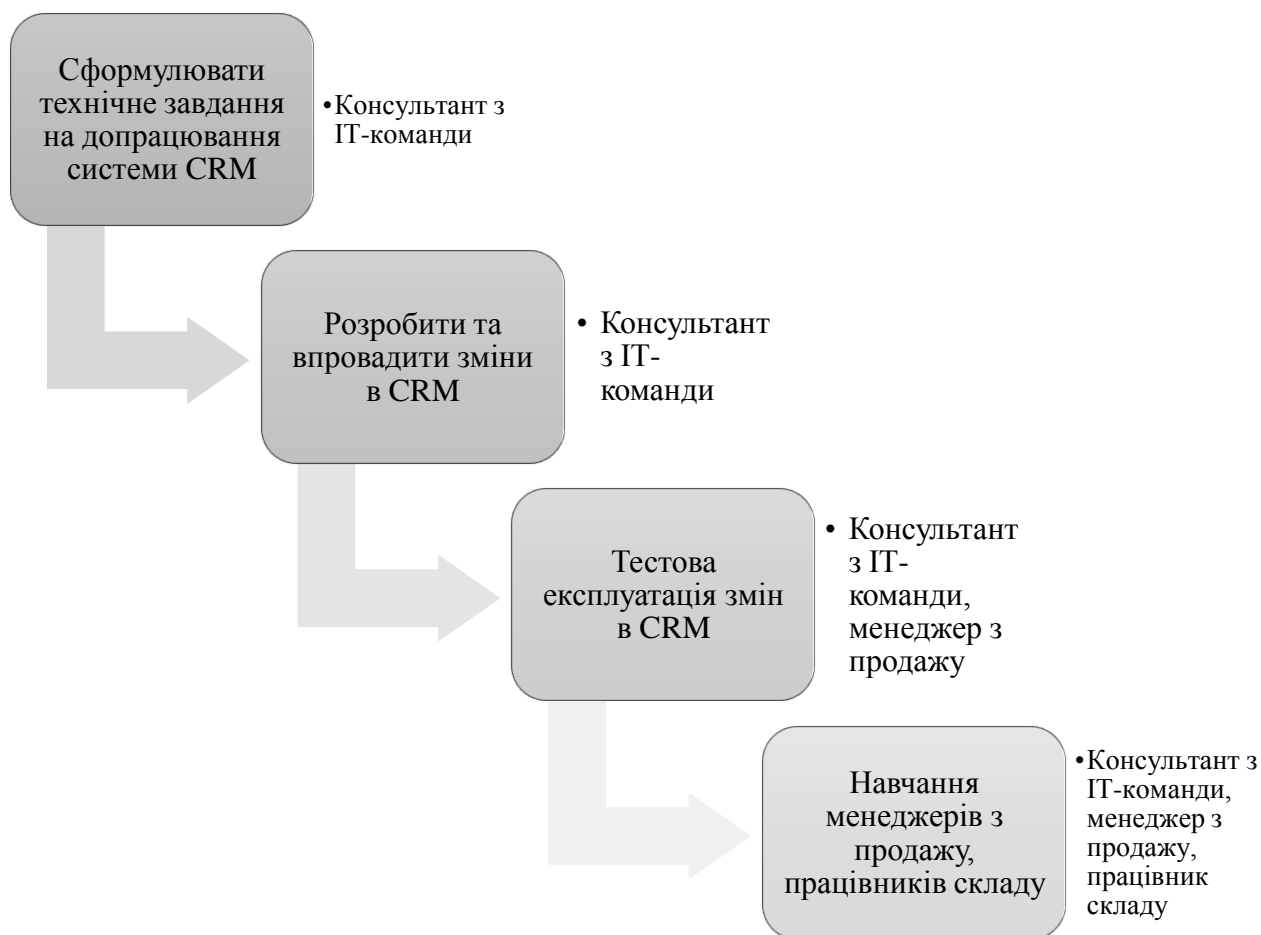 Сформулювати
технічне завдання
на допрацювання
системи CRM
•Консультант з
ІТ-команди
Розробити та
впровадити зміни
в CRM
• Консультант
з ІТ-
команди
Тестова
експлуатація змін
в CRM
• Консультант
з ІТ-
команди,
менеджер з
продажу
Навчання
менеджерів з
продажу,
працівників складу
•Консультант з
ІТ-команди,
менеджер з
продажу,
працівник
складу